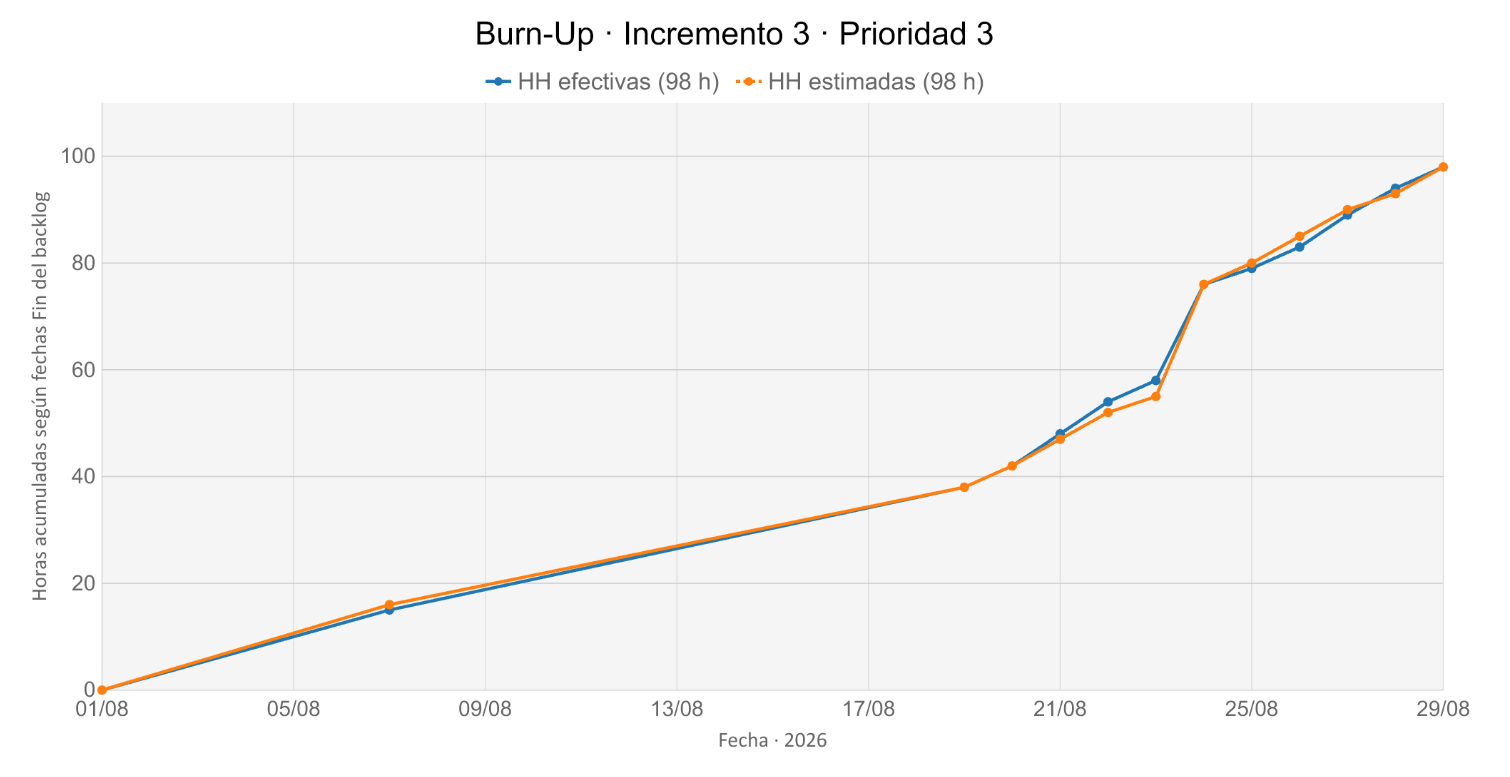 Burn-Up · Incremento 3 · Prioridad 3
HH efectivas (98 h) HH estimadas (98 h)
Horas acumuladas según fechas Fin del backlog
100
80
60
40
20
0
01/08 05/08 09/08 13/08 17/08 21/08 25/08 29/08
Fecha · 2026